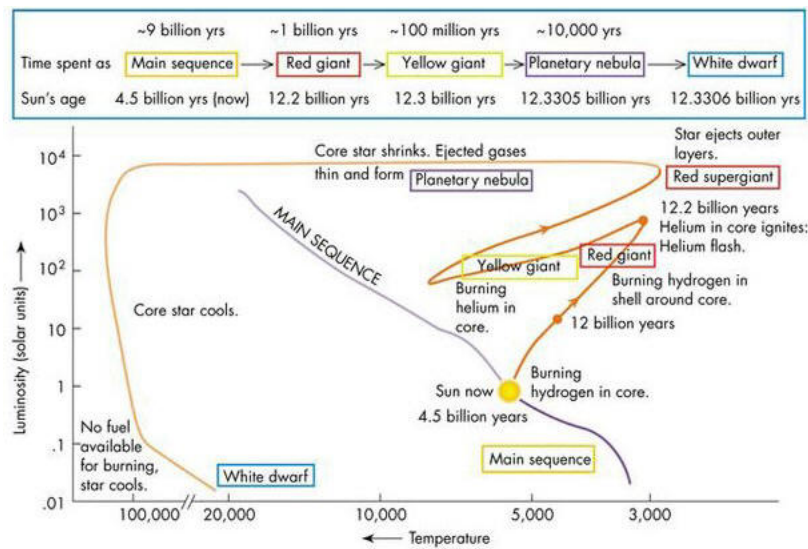 ~9 billion yrs ~1 billion yrs ~100 million yrs ~10,000 yrs
Time spent as Main sequence Red giant Yellow giant Planetary nebula White dwarf
Sun's age 4.5 billion yrs (now) 12.2 billion yrs 12.3 billion yrs 12.3305 billion yrs 12.3306 billion yrs
Star ejects outer
layers.
Red supergiant
Core star shrinks. Ejected gases
thin and form Planetary nebula
12.2 billion years
Helium in core ignites:
Helium flash.
MAIN SEQUENCE
Yellow giant
Red giant
Burning
helium in
core.
Burning hydrogen in
shell around core.
Core star cools.
12 billion years
Sun now
4.5 billion years
Burning
hydrogen in core.
No fuel
available
for burning,
star cools.
White dwarf
Main sequence
Luminosity (solar units)
10⁴
10³
10²
10
1
.1
.01
100,000 20,000 10,000 5,000 3,000
Temperature